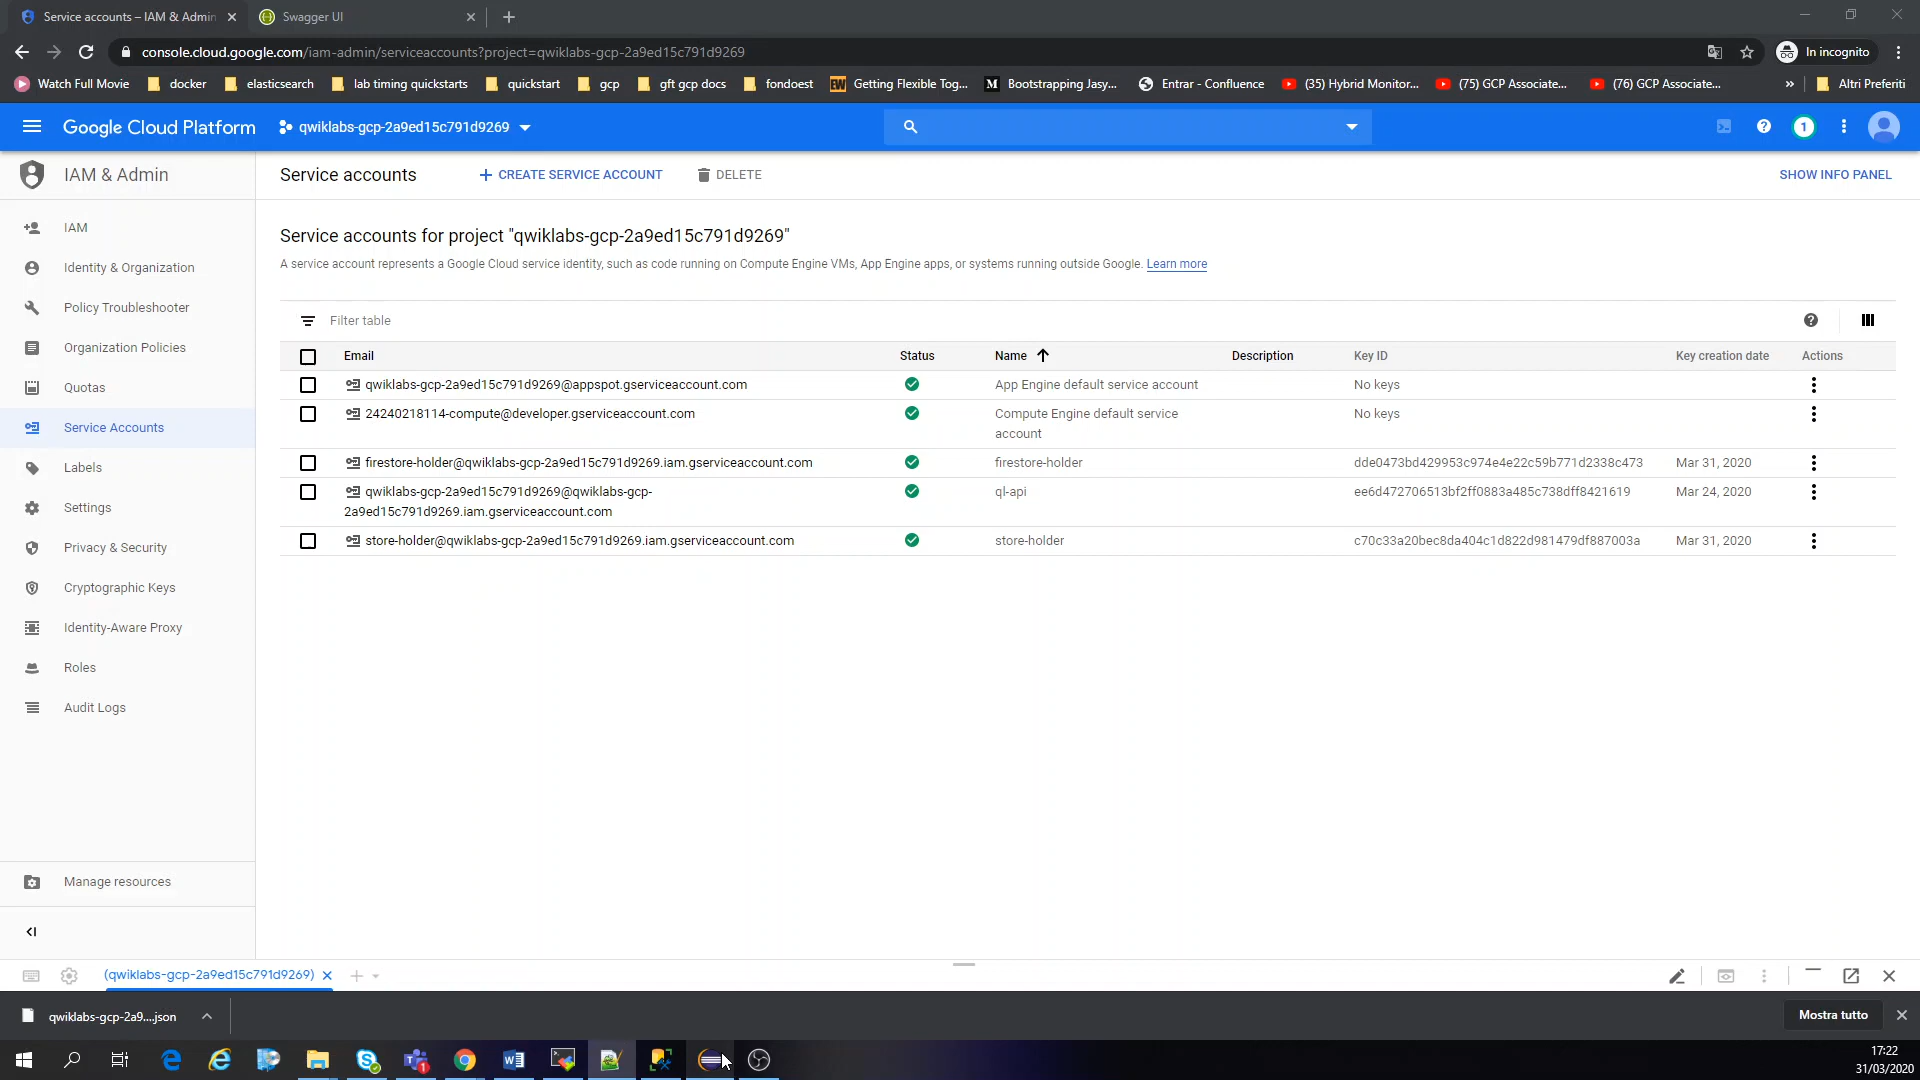 Service accounts – IAM & Admin
Swagger UI
console.cloud.google.com/iam-admin/serviceaccounts?project=qwiklabs-gcp-2a9ed15c791d9269
In incognito
Watch Full Movie
docker
elasticsearch
lab timing quickstarts
quickstart
gcp
gft gcp docs
fondoest
Getting Flexible Tog...
Bootstrapping Jasy...
Entrar - Confluence
(35) Hybrid Monitor...
(75) GCP Associate...
(76) GCP Associate...
»
Altri Preferiti
Google Cloud Platform
qwiklabs-gcp-2a9ed15c791d9269
1
IAM & Admin
Service accounts
CREATE SERVICE ACCOUNT
DELETE
SHOW INFO PANEL
IAM
Identity & Organization
Policy Troubleshooter
Organization Policies
Quotas
Service Accounts
Labels
Settings
Privacy & Security
Cryptographic Keys
Identity-Aware Proxy
Roles
Audit Logs
Manage resources
Service accounts for project "qwiklabs-gcp-2a9ed15c791d9269"
A service account represents a Google Cloud service identity, such as code running on Compute Engine VMs, App Engine apps, or systems running outside Google. Learn more
Filter table
Email Status Name Description Key ID Key creation date Actions
qwiklabs-gcp-2a9ed15c791d9269@appspot.gserviceaccount.com App Engine default service account No keys
24240218114-compute@developer.gserviceaccount.com Compute Engine default service No keys
account
firestore-holder@qwiklabs-gcp-2a9ed15c791d9269.iam.gserviceaccount.com firestore-holder dde0473bd429953c974e4e22c59b771d2338c473 Mar 31, 2020
qwiklabs-gcp-2a9ed15c791d9269@qwiklabs-gcp- ql-api ee6d472706513bf2ff0883a485c738dff8421619 Mar 24, 2020
2a9ed15c791d9269.iam.gserviceaccount.com
store-holder@qwiklabs-gcp-2a9ed15c791d9269.iam.gserviceaccount.com store-holder c70c33a20bec8da404c1d822d981479df887003a Mar 31, 2020
(qwiklabs-gcp-2a9ed15c791d9269)
qwiklabs-gcp-2a9....json
Mostra tutto
17:22
31/03/2020